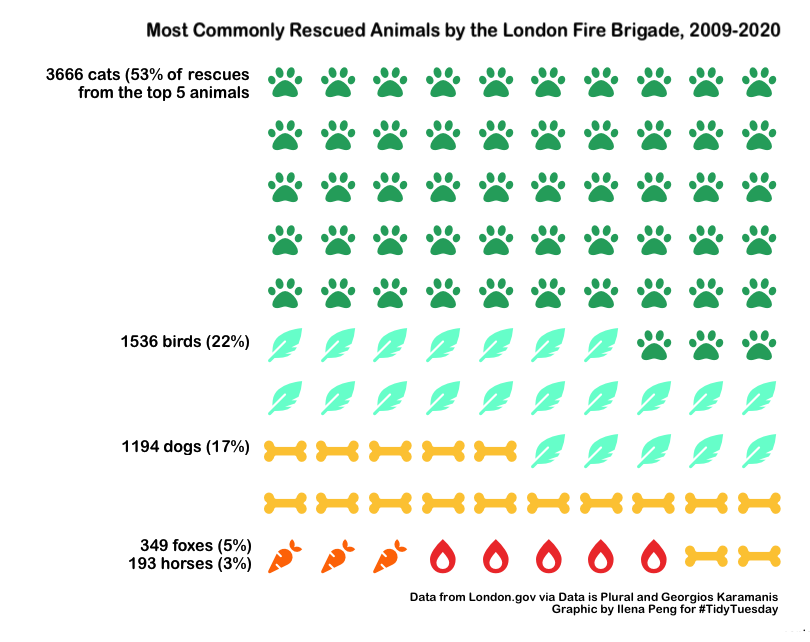 Most Commonly Rescued Animals by the London Fire Brigade, 2009-2020
3666 cats (53% of rescues
from the top 5 animals
1536 birds (22%)
1194 dogs (17%)
349 foxes (5%)
193 horses (3%)
Data from London.gov via Data is Plural and Georgios Karamanis
Graphic by Ilena Peng for #TidyTuesday